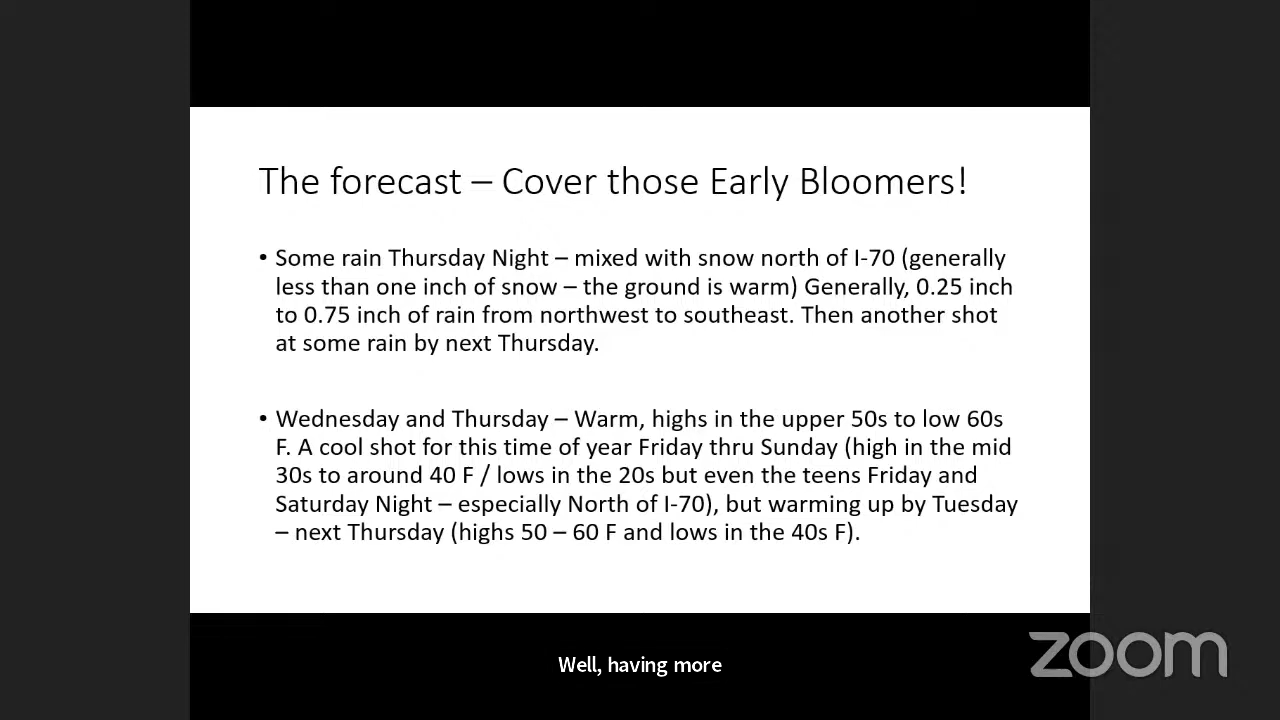 The forecast – Cover those Early Bloomers!
• Some rain Thursday Night – mixed with snow north of I-70 (generally
less than one inch of snow – the ground is warm) Generally, 0.25 inch
to 0.75 inch of rain from northwest to southeast. Then another shot
at some rain by next Thursday.
• Wednesday and Thursday – Warm, highs in the upper 50s to low 60s
F. A cool shot for this time of year Friday thru Sunday (high in the mid
30s to around 40 F / lows in the 20s but even the teens Friday and
Saturday Night – especially North of I-70), but warming up by Tuesday
– next Thursday (highs 50 – 60 F and lows in the 40s F).
Well, having more
zoom